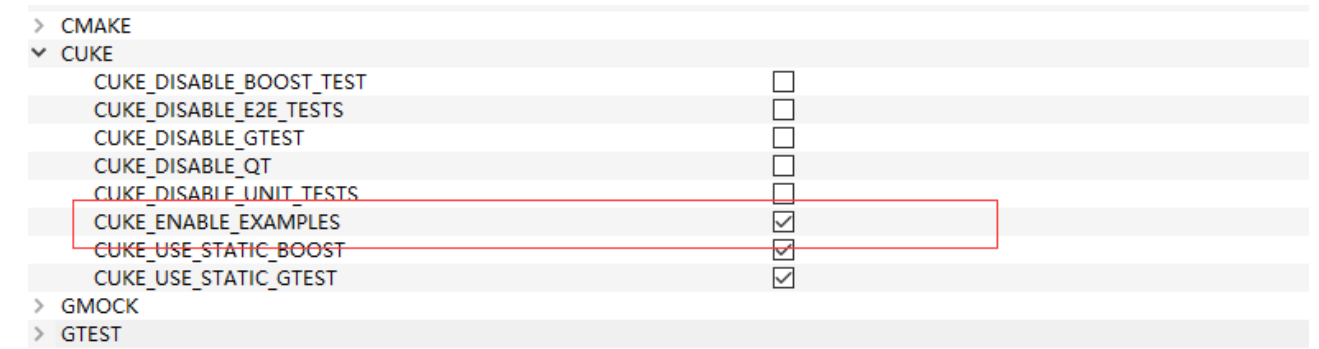 CMAKE
CUKE
CUKE_DISABLE_BOOST_TEST
CUKE_DISABLE_E2E_TESTS
CUKE_DISABLE_GTEST
CUKE_DISABLE_QT
CUKE_DISABLE_UNIT_TESTS
CUKE_ENABLE_EXAMPLES
CUKE_USE_STATIC_BOOST
CUKE_USE_STATIC_GTEST
GMOCK
GTEST